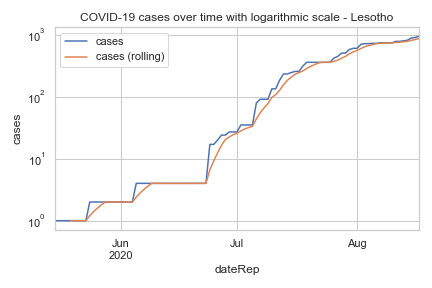 COVID-19 cases over time with logarithmic scale - Lesotho
cases
cases (rolling)
10³
10²
10¹
10⁰
cases
Jun
2020
Jul
Aug
dateRep